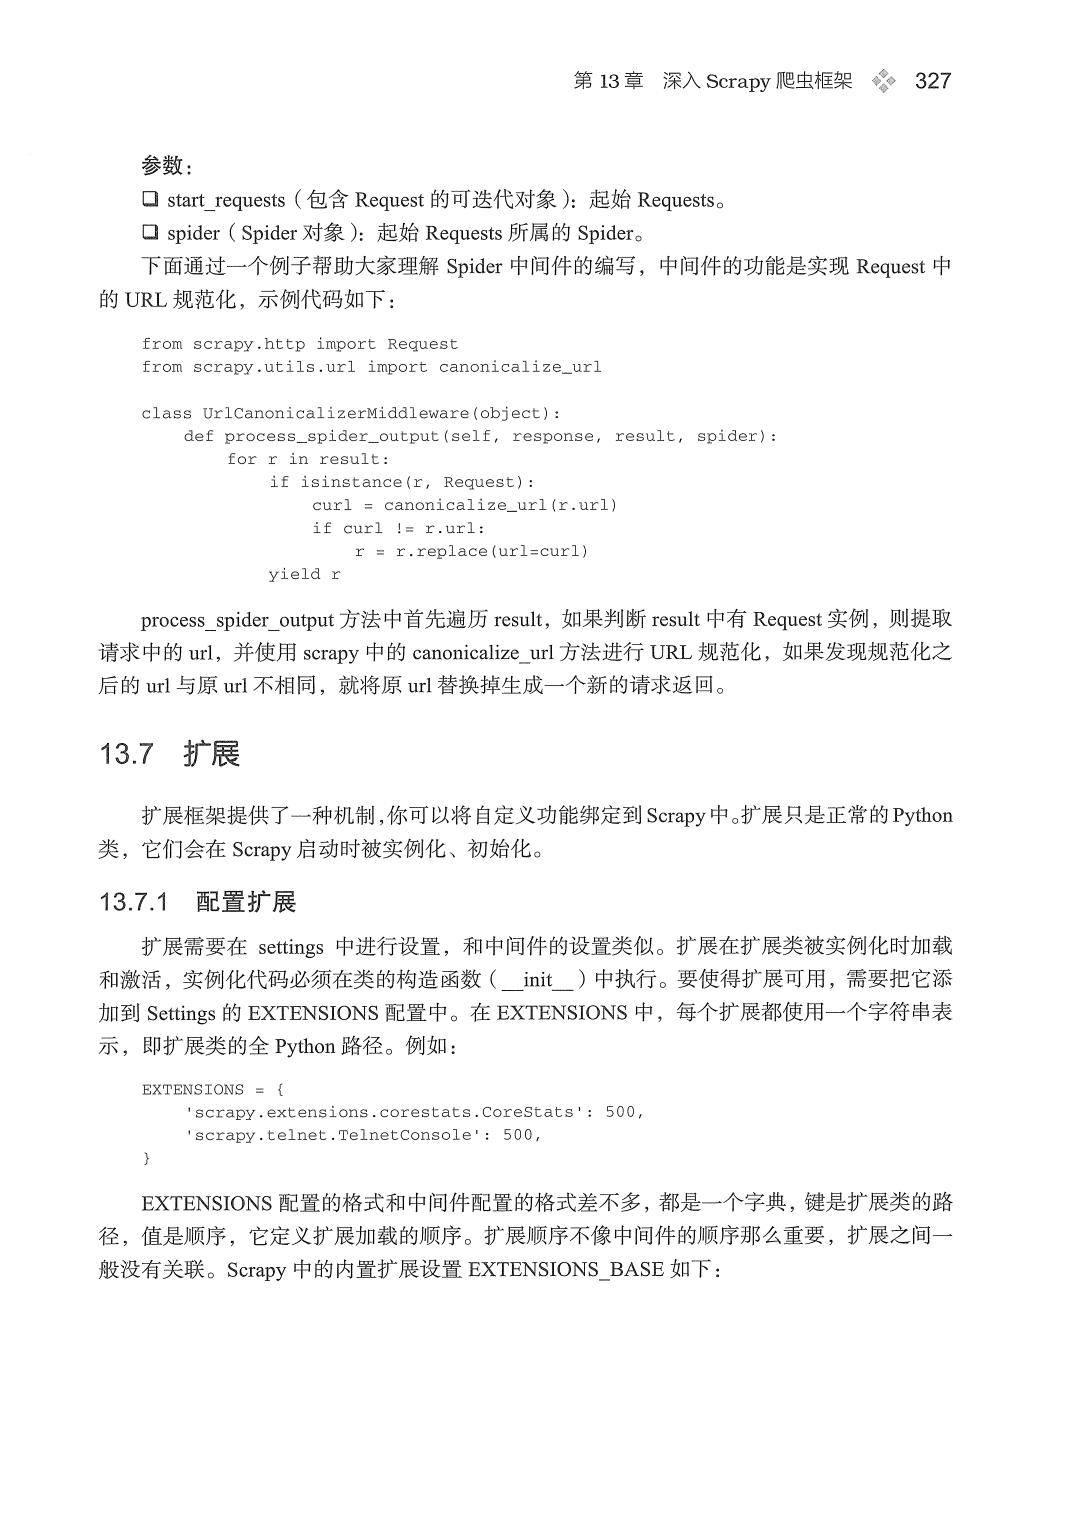 第 13 章　深入 Scrapy 爬虫框架　327
参数：
❑ start_requests（包含 Request 的可迭代对象）：起始 Requests。
❑ spider（Spider 对象）：起始 Requests 所属的 Spider。
下面通过一个例子帮助大家理解 Spider 中间件的编写，中间件的功能是实现 Request 中
的 URL 规范化，示例代码如下：
from scrapy.http import Request
from scrapy.utils.url import canonicalize_url
class UrlCanonicalizerMiddleware(object):
    def process_spider_output(self, response, result, spider):
        for r in result:
            if isinstance(r, Request):
                curl = canonicalize_url(r.url)
                if curl != r.url:
                    r = r.replace(url=curl)
            yield r
process_spider_output 方法中首先遍历 result，如果判断 result 中有 Request 实例，则提取
请求中的 url，并使用 scrapy 中的 canonicalize_url 方法进行 URL 规范化，如果发现规范化之
后的 url 与原 url 不相同，就将原 url 替换掉生成一个新的请求返回。
13.7　扩展
扩展框架提供了一种机制，你可以将自定义功能绑定到 Scrapy 中。扩展只是正常的 Python
类，它们会在 Scrapy 启动时被实例化、初始化。
13.7.1　配置扩展
扩展需要在 settings 中进行设置，和中间件的设置类似。扩展在扩展类被实例化时加载
和激活，实例化代码必须在类的构造函数（__init__）中执行。要使得扩展可用，需要把它添
加到 Settings 的 EXTENSIONS 配置中。在 EXTENSIONS 中，每个扩展都使用一个字符串表
示，即扩展类的全 Python 路径。例如：
EXTENSIONS = {
    'scrapy.extensions.corestats.CoreStats': 500,
    'scrapy.telnet.TelnetConsole': 500,
}
EXTENSIONS 配置的格式和中间件配置的格式差不多，都是一个字典，键是扩展类的路
径，值是顺序，它定义扩展加载的顺序。扩展顺序不像中间件的顺序那么重要，扩展之间一
般没有关联。Scrapy 中的内置扩展设置 EXTENSIONS_BASE 如下：